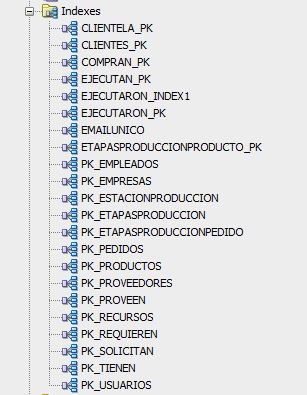 Indexes
CLIENTELA_PK
CLIENTES_PK
COMPRAN_PK
EJECUTAN_PK
EJECUTARON_INDEX1
EJECUTARON_PK
EMAILUNICO
ETAPASPRODUCCIONPRODUCTO_PK
PK_EMPLEADOS
PK_EMPRESAS
PK_ESTACIONPRODUCCION
PK_ETAPASPRODUCCION
PK_ETAPASPRODUCCIONPEDIDO
PK_PEDIDOS
PK_PRODUCTOS
PK_PROVEEDORES
PK_PROVEEN
PK_RECURSOS
PK_REQUIEREN
PK_SOLICITAN
PK_TIENEN
PK_USUARIOS